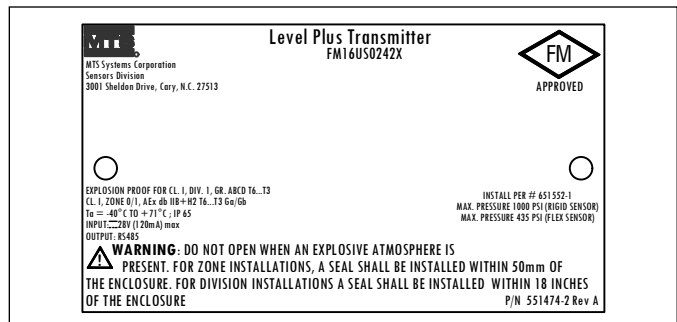 MTS
Level Plus Transmitter
FM16US0242X
FM
APPROVED
MTS Systems Corporation
Sensors Division
3001 Sheldon Drive, Cary, N.C. 27513
EXPLOSION PROOF FOR CL. I, DIV. 1, GR. ABCD T6...T3
CL. I, ZONE 0/1, AEx db IIB+H2 T6...T3 Ga/Gb
Ta = -40°C TO +71°C ; IP 65
INPUT:⎓28V (120mA) max
OUTPUT: RS485
INSTALL PER # 651552-1
MAX. PRESSURE 1000 PSI (RIGID SENSOR)
MAX. PRESSURE 435 PSI (FLEX SENSOR)
WARNING: DO NOT OPEN WHEN AN EXPLOSIVE ATMOSPHERE IS
PRESENT. FOR ZONE INSTALLATIONS, A SEAL SHALL BE INSTALLED WITHIN 50mm OF
THE ENCLOSURE. FOR DIVISION INSTALLATIONS A SEAL SHALL BE INSTALLED WITHIN 18 INCHES
OF THE ENCLOSURE
P/N 551474-2 Rev A